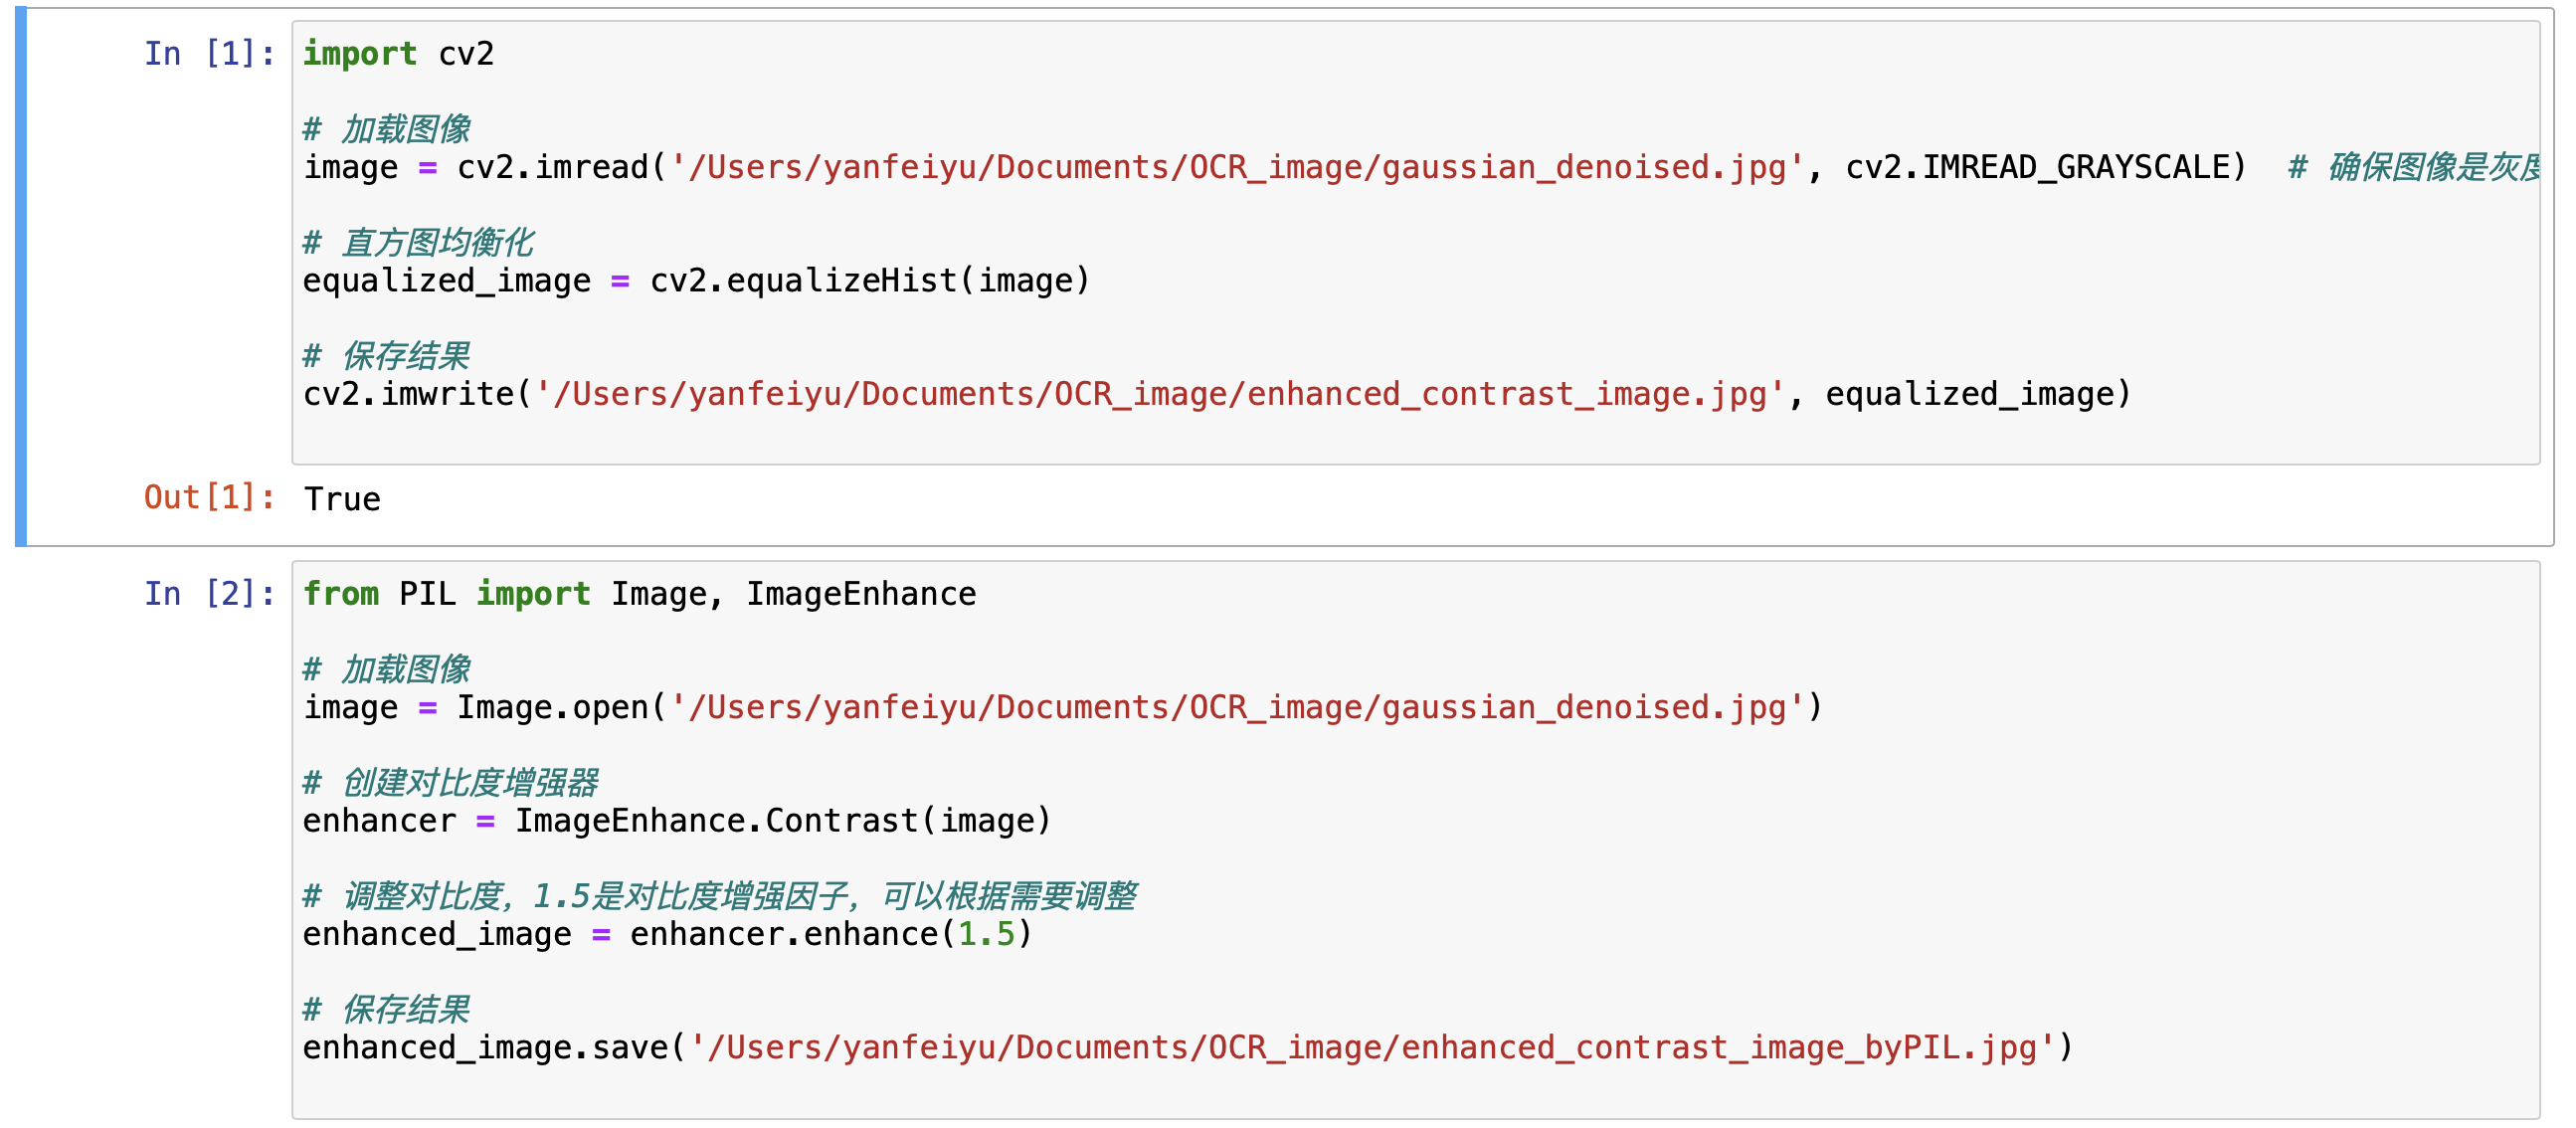 In [1]: import cv2
# 加载图像
image = cv2.imread('/Users/yanfeiyu/Documents/OCR_image/gaussian_denoised.jpg', cv2.IMREAD_GRAYSCALE)  # 确保图像是灰度
# 直方图均衡化
equalized_image = cv2.equalizeHist(image)
# 保存结果
cv2.imwrite('/Users/yanfeiyu/Documents/OCR_image/enhanced_contrast_image.jpg', equalized_image)
Out[1]: True
In [2]: from PIL import Image, ImageEnhance
# 加载图像
image = Image.open('/Users/yanfeiyu/Documents/OCR_image/gaussian_denoised.jpg')
# 创建对比度增强器
enhancer = ImageEnhance.Contrast(image)
# 调整对比度，1.5是对比度增强因子，可以根据需要调整
enhanced_image = enhancer.enhance(1.5)
# 保存结果
enhanced_image.save('/Users/yanfeiyu/Documents/OCR_image/enhanced_contrast_image_byPIL.jpg')